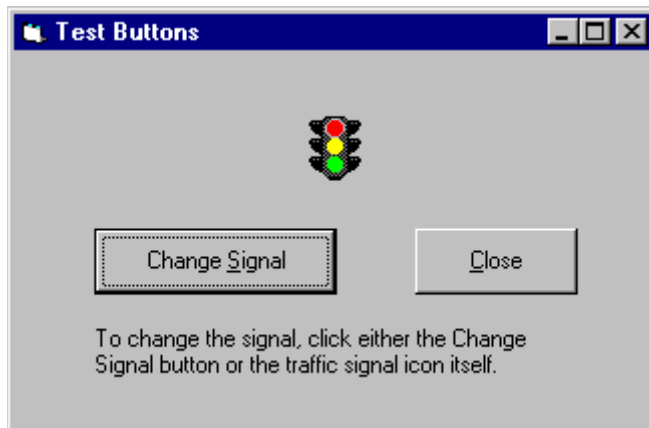 Test Buttons
Change Signal
Close
To change the signal, click either the Change
Signal button or the traffic signal icon itself.